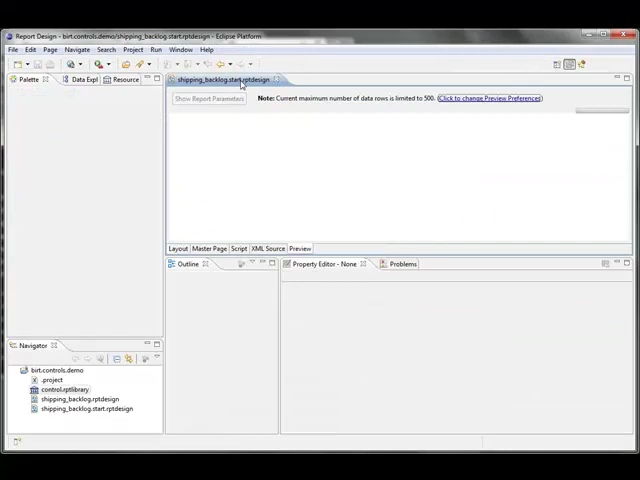 Report Design - birt.controls.demo/shipping_backlog.start.rptdesign - Eclipse Platform
File Edit Page Navigate Search Project Run Window Help
Palette Data Expl Resource
shipping_backlog.start.rptdesign
Show Report Parameters Note: Current maximum number of data rows is limited to 500. (Click to change Preview Preferences)
Layout Master Page Script XML Source Preview
Outline
Property Editor - None Problems
Navigator
birt.controls.demo
.project
control.rptlibrary
shipping_backlog.rptdesign
shipping_backlog.start.rptdesign